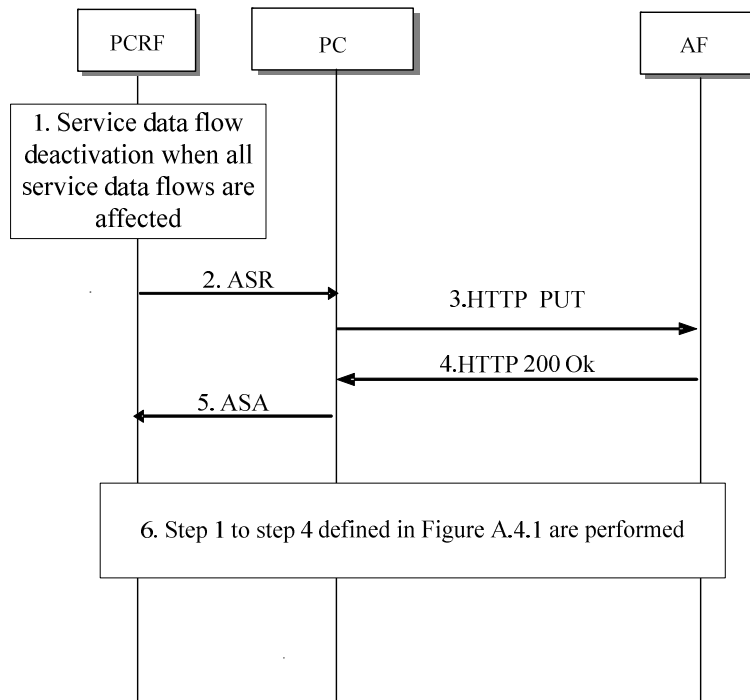 PCRF
PC
AF
1. Service data flow
deactivation when all
service data flows are
affected
2. ASR
3.HTTP PUT
4.HTTP 200 Ok
5. ASA
6. Step 1 to step 4 defined in Figure A.4.1 are performed